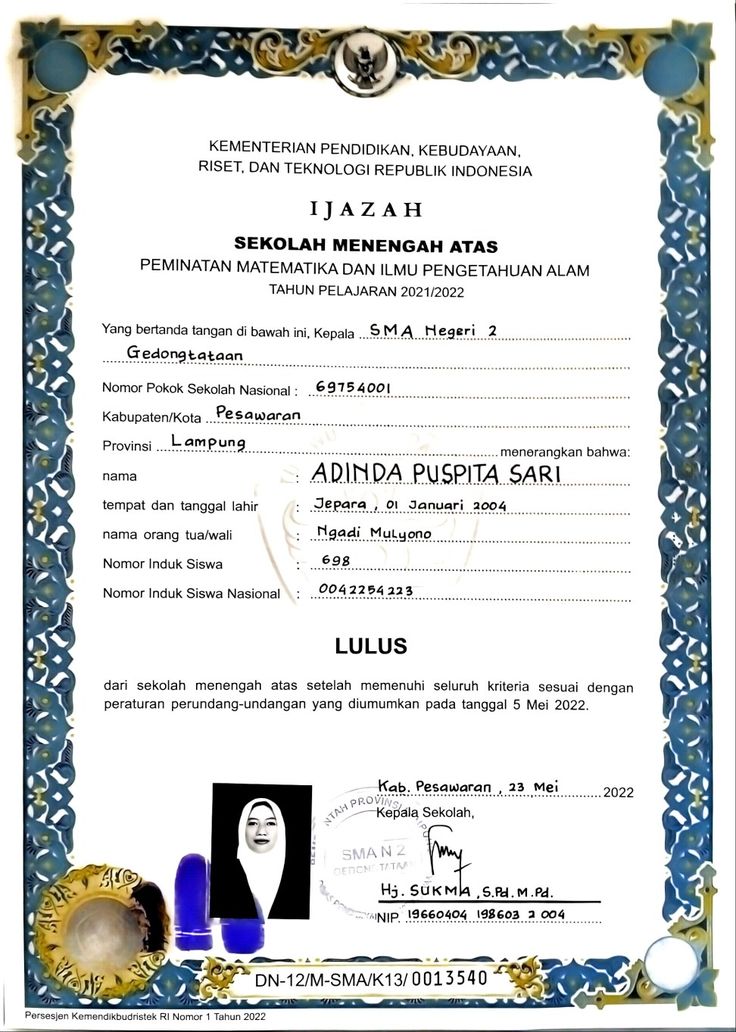 KEMENTERIAN PENDIDIKAN, KEBUDAYAAN,
RISET, DAN TEKNOLOGI REPUBLIK INDONESIA
IJAZAH
SEKOLAH MENENGAH ATAS
PEMINATAN MATEMATIKA DAN ILMU PENGETAHUAN ALAM
TAHUN PELAJARAN 2021/2022
Yang bertanda tangan di bawah ini, Kepala SMA Negeri 2
Gedongtataan
Nomor Pokok Sekolah Nasional : 69754001
Kabupaten/Kota Pesawaran
Provinsi Lampung menerangkan bahwa:
nama : ADINDA PUSPITA SARI
tempat dan tanggal lahir : Jepara, 01 Januari 2004
nama orang tua/wali : Ngadi Mulyono
Nomor Induk Siswa : 698
Nomor Induk Siswa Nasional : 0042254223
LULUS
dari sekolah menengah atas setelah memenuhi seluruh kriteria sesuai dengan
peraturan perundang-undangan yang diumumkan pada tanggal 5 Mei 2022.
Kab. Pesawaran, 23 Mei 2022
Kepala Sekolah,
SMA N 2
Hj. SUKMA, S.Pd. M.Pd.
NIP. 19660404 198603 2 004
DN-12/M-SMA/K13/ 0013540
Persesjen Kemendikbudristek RI Nomor 1 Tahun 2022